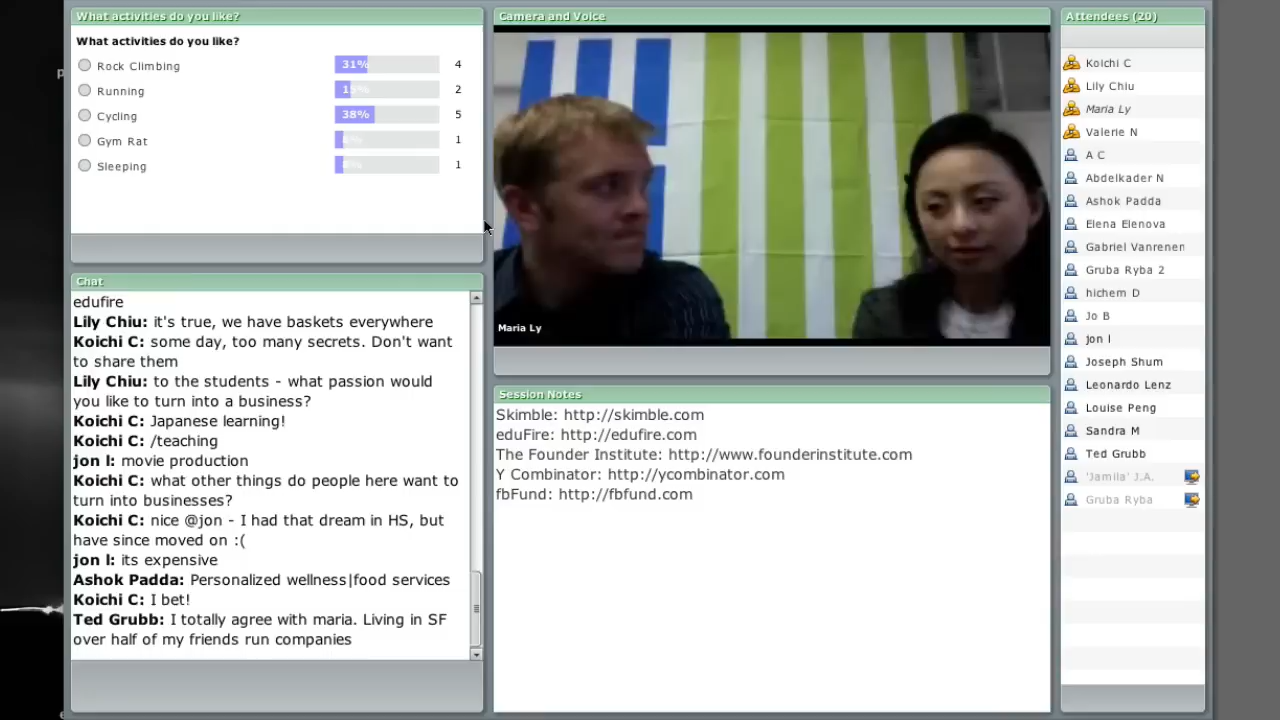 What activities do you like?
What activities do you like?
Rock Climbing 31% 4
Running 15% 2
Cycling 38% 5
Gym Rat 1
Sleeping 1
Chat
edufire
Lily Chiu: it's true, we have baskets everywhere
Koichi C: some day, too many secrets. Don't want
to share them
Lily Chiu: to the students - what passion would
you like to turn into a business?
Koichi C: Japanese learning!
Koichi C: /teaching
jon l: movie production
Koichi C: what other things do people here want to
turn into businesses?
Koichi C: nice @jon - I had that dream in HS, but
have since moved on :(
jon l: its expensive
Ashok Padda: Personalized wellness|food services
Koichi C: I bet!
Ted Grubb: I totally agree with maria. Living in SF
over half of my friends run companies
Camera and Voice
Maria Ly
Session Notes
Skimble: http://skimble.com
eduFire: http://edufire.com
The Founder Institute: http://www.founderinstitute.com
Y Combinator: http://ycombinator.com
fbFund: http://fbfund.com
Attendees (20)
Koichi C
Lily Chiu
Maria Ly
Valerie N
A C
Abdelkader N
Ashok Padda
Elena Elenova
Gabriel Vanrenen
Gruba Ryba 2
hichem D
Jo B
jon l
Joseph Shum
Leonardo Lenz
Louise Peng
Sandra M
Ted Grubb
'Jamila' J.A.
Gruba Ryba